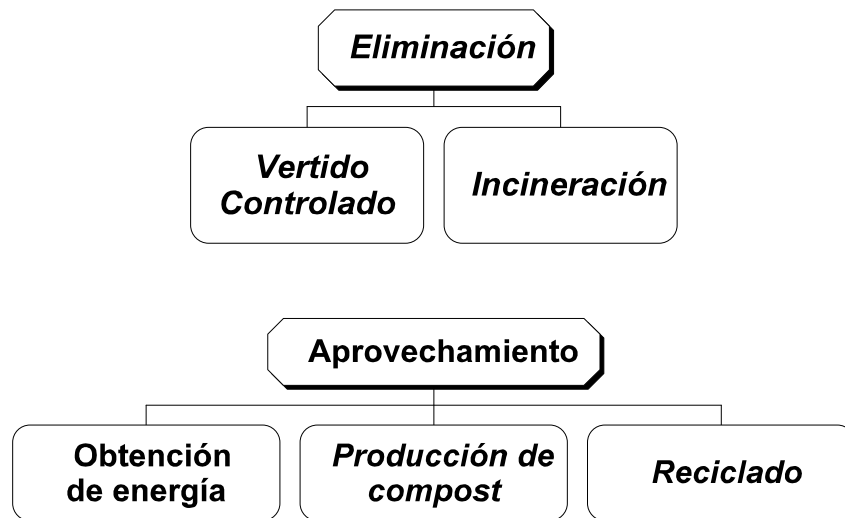 Eliminación
Vertido
Controlado
Incineración
Aprovechamiento
Obtención
de energía
Producción de
compost
Reciclado